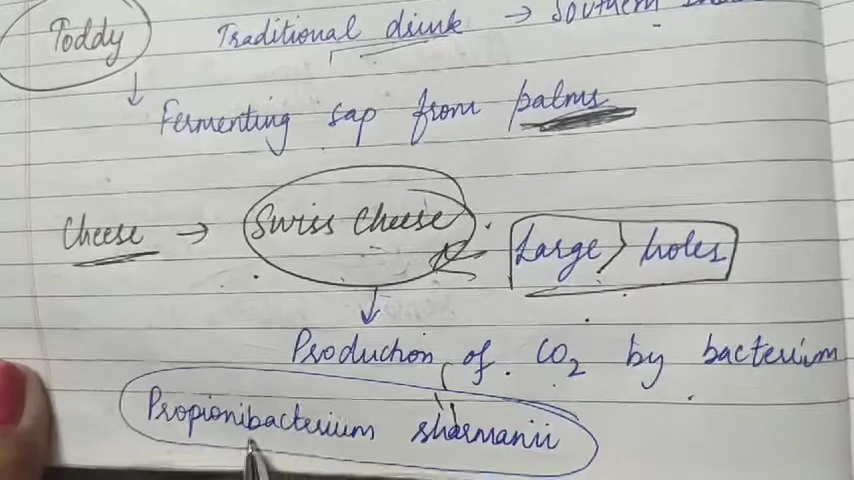 Toddy Traditional drink → Southern
↓
Fermenting sap from palms
Cheese → Swiss Cheese. Large holes
↓
Production of CO2 by bacterium
Propionibacterium sharmanii